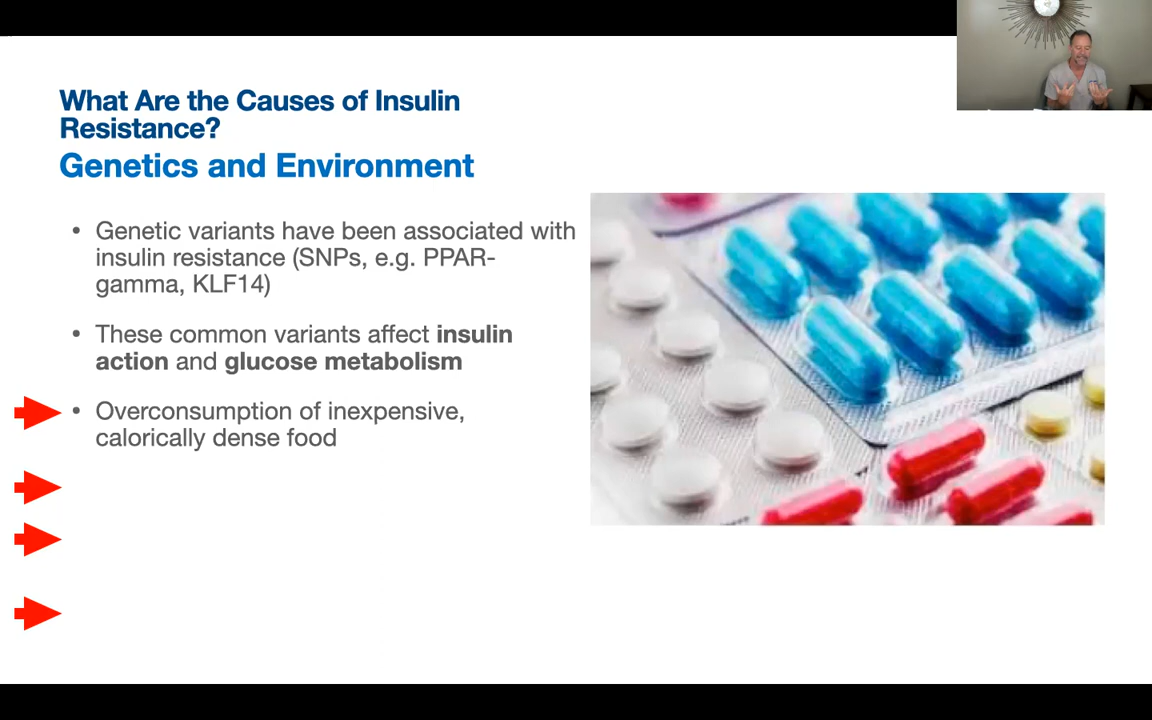 What Are the Causes of Insulin
Resistance?
Genetics and Environment
• Genetic variants have been associated with
insulin resistance (SNPs, e.g. PPAR-
gamma, KLF14)
• These common variants affect insulin
action and glucose metabolism
• Overconsumption of inexpensive,
calorically dense food